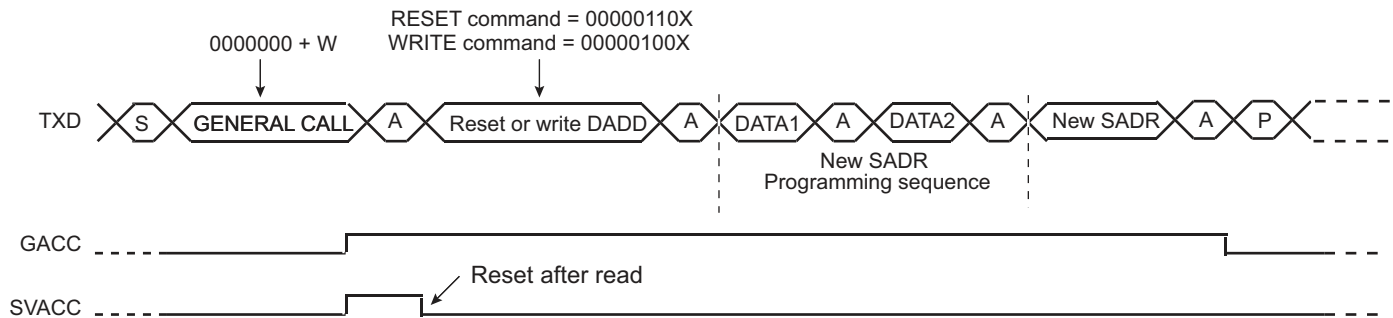 RESET command = 00000110X
0000000 + W
WRITE command = 00000100X
TXD S GENERAL CALL A Reset or write DADD A DATA1 A DATA2 A New SADR A P
New SADR
Programming sequence
GACC
Reset after read
SVACC